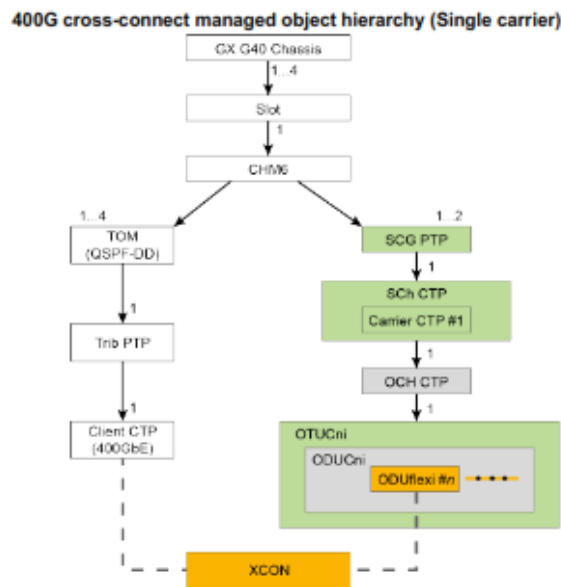 400G cross-connect managed object hierarchy (Single carrier)
GX G40 Chassis
1...4
Slot
1
CHM6
1...4
1...2
TOM
(QSPF-DD)
SCG PTP
1
SCh CTP
Carrier CTP #1
1
Trib PTP
1
OCH CTP
1
1
Client CTP
(400GbE)
OTUCni
ODUCni
ODUflexi #n
XCON